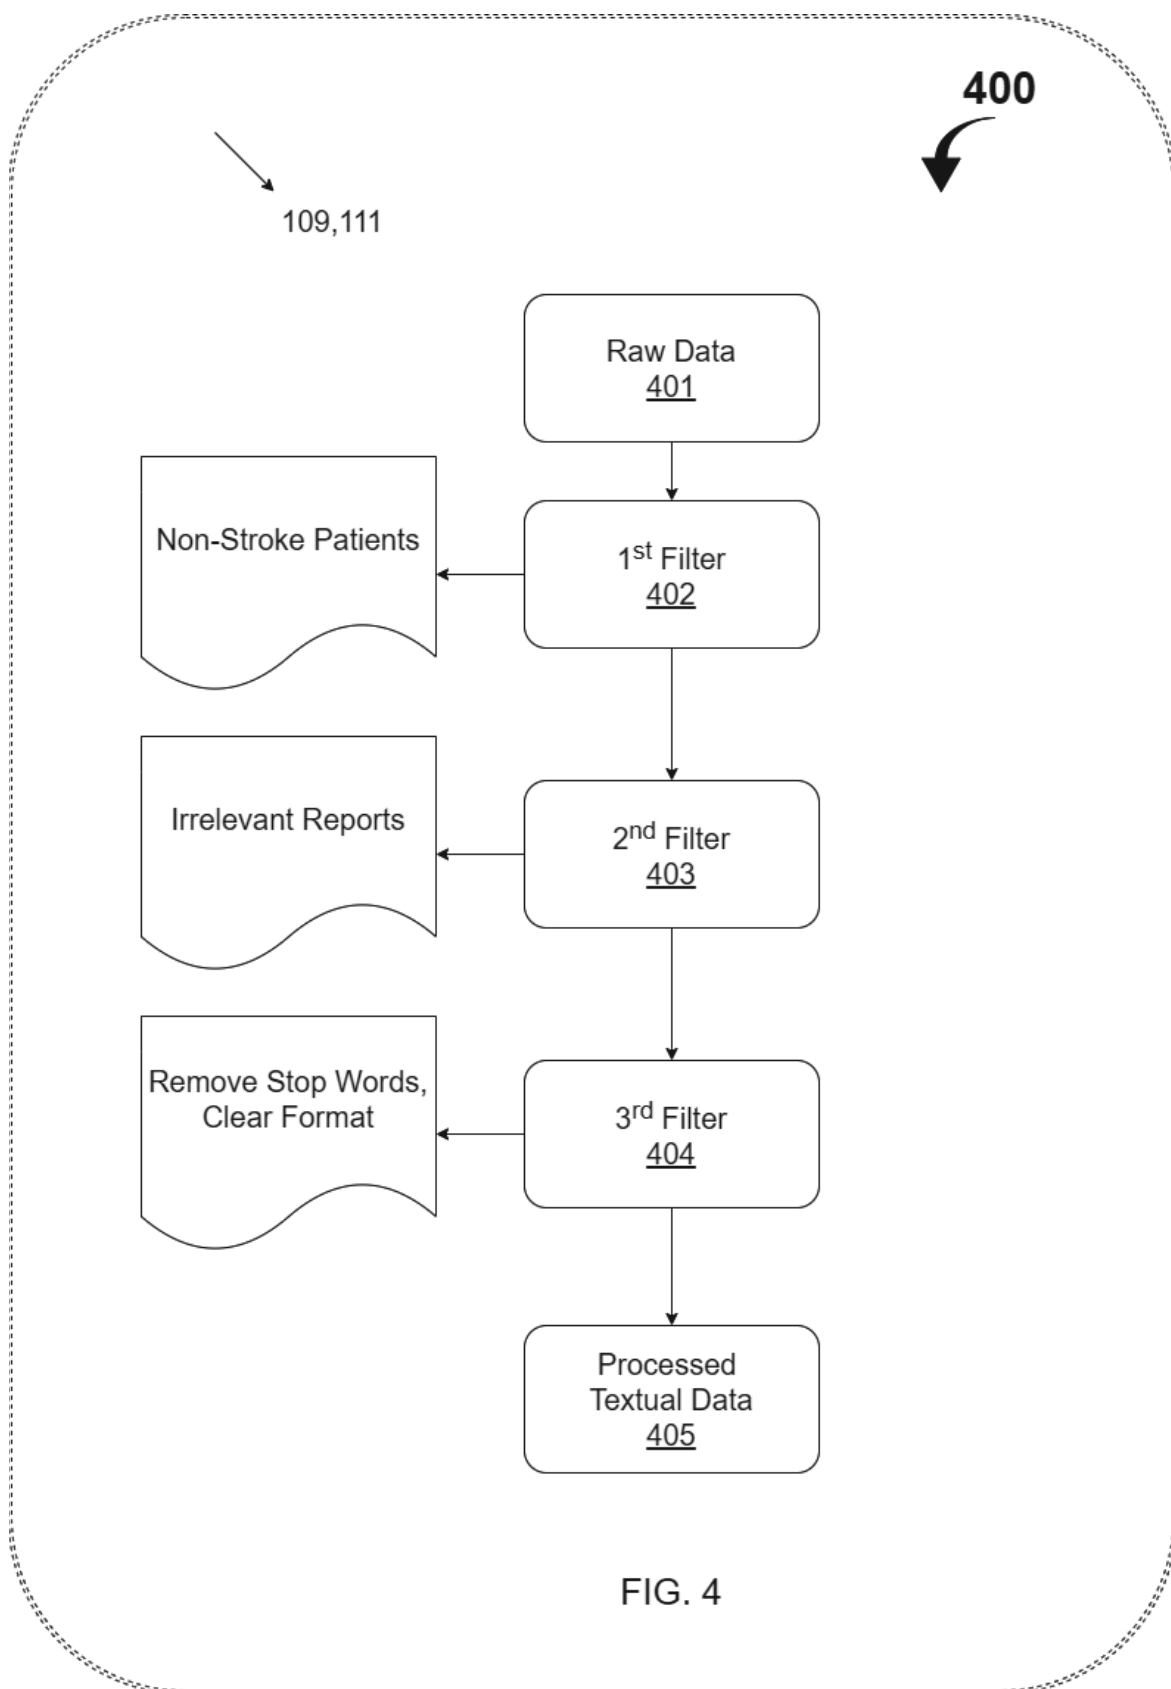 400
109,111
Raw Data
401
Non-Stroke Patients
1st Filter
402
Irrelevant Reports
2nd Filter
403
Remove Stop Words,
Clear Format
3rd Filter
404
Processed
Textual Data
405
FIG. 4